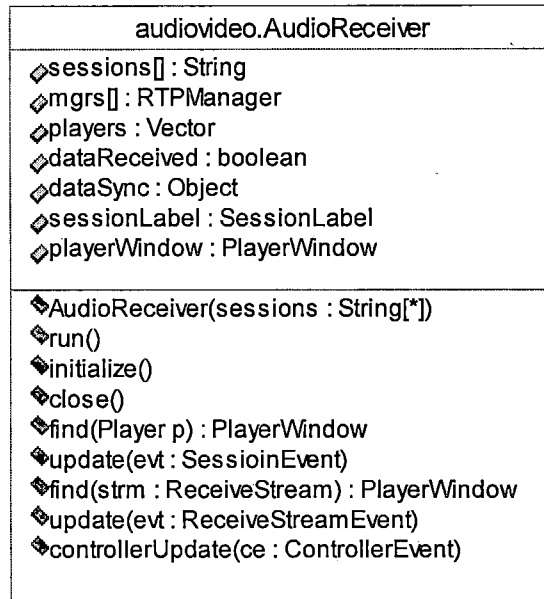 audiovideo.AudioReceiver
sessions[] : String
mgrs[] : RTPManager
players : Vector
dataReceived : boolean
dataSync : Object
sessionLabel : SessionLabel
playerWindow : PlayerWindow
AudioReceiver(sessions : String[*])
run()
initialize()
close()
find(Player p) : PlayerWindow
update(evt : SessioinEvent)
find(strm : ReceiveStream) : PlayerWindow
update(evt : ReceiveStreamEvent)
controllerUpdate(ce : ControllerEvent)